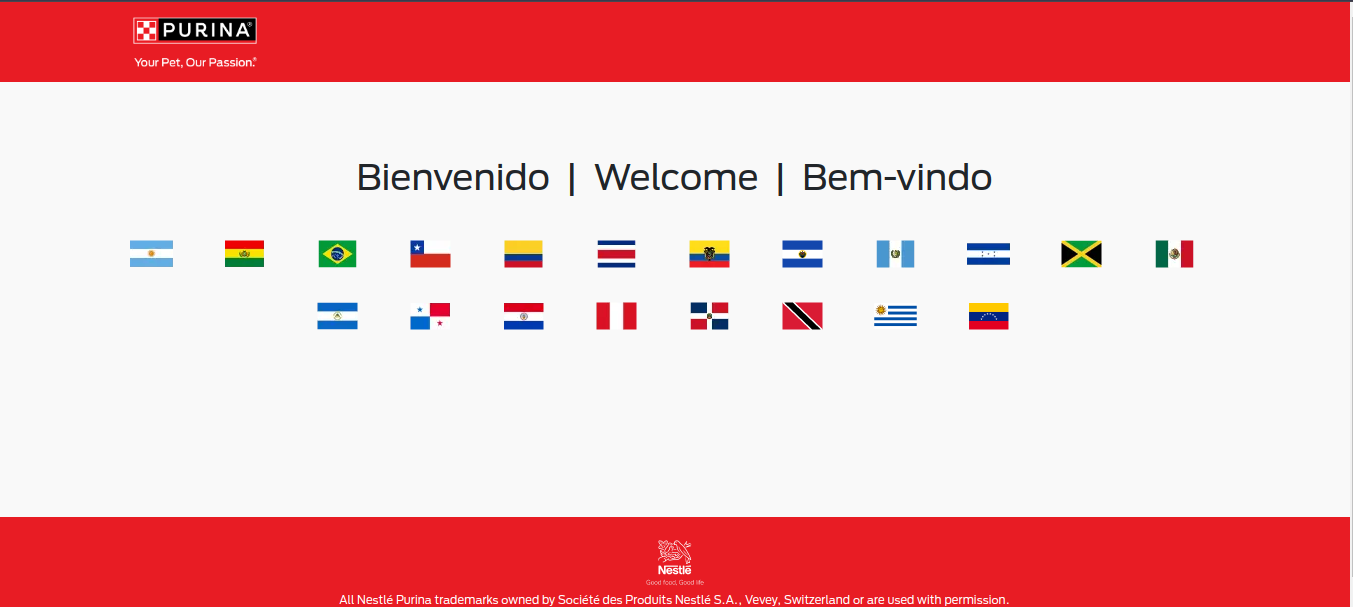 PURINA®
Your Pet, Our Passion.®
Bienvenido | Welcome | Bem-vindo
Nestlé
Good food, Good life
All Nestlé Purina trademarks owned by Société des Produits Nestlé S.A., Vevey, Switzerland or are used with permission.